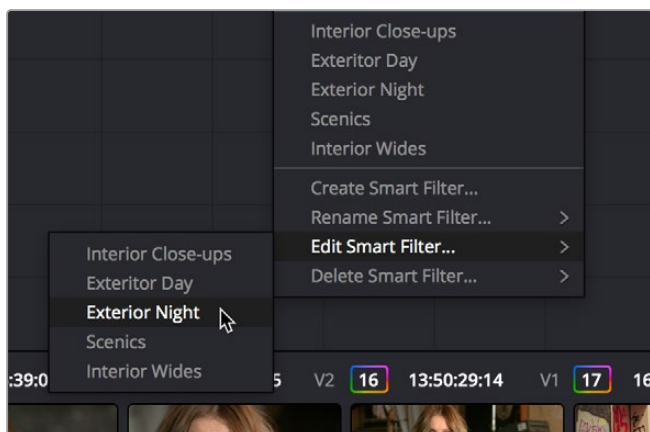 Interior Close-ups
Exteritor Day
Exterior Night
Scenics
Interior Wides
Create Smart Filter...
Rename Smart Filter... >
Edit Smart Filter... >
Delete Smart Filter... >
Interior Close-ups
Exteritor Day
Exterior Night
Scenics
Interior Wides
:39:0 5 V2 16 13:50:29:14 V1 17 16